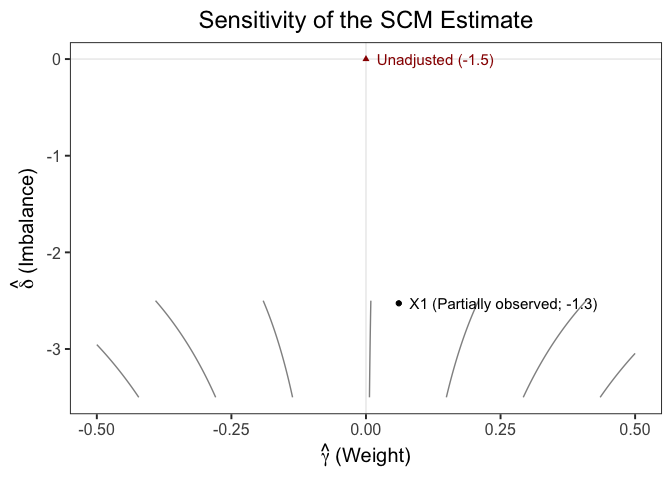 Sensitivity of the SCM Estimate
0
Unadjusted (-1.5)
-1
δ̂ (Imbalance)
-2
X1 (Partially observed; -1.3)
-3
-0.50 -0.25 0.00 0.25 0.50
γ̂ (Weight)